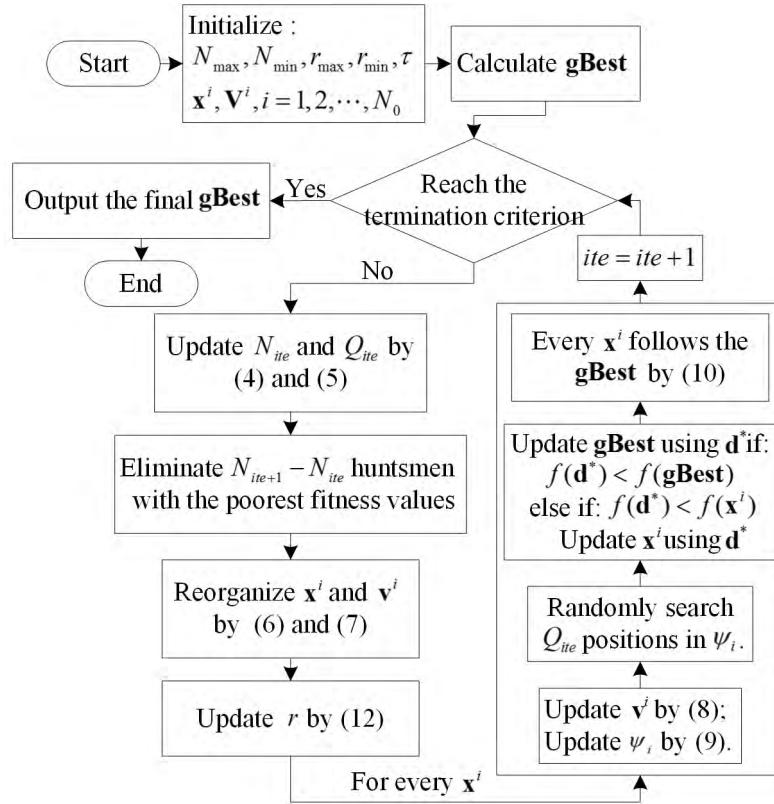 Start
Initialize :
N_max, N_min, r_max, r_min, τ
x^i, V^i, i = 1, 2, ⋯, N_0
Calculate gBest
Reach the
termination criterion
Yes
Output the final gBest
End
No
Update N_ite and Q_ite by
(4) and (5)
Eliminate N_{ite+1} − N_ite huntsmen
with the poorest fitness values
Reorganize x^i and v^i
by (6) and (7)
Update r by (12)
For every x^i
Update v^i by (8);
Update ψ_i by (9).
Randomly search
Q_ite positions in ψ_i.
Update gBest using d* if:
f(d*) < f(gBest)
else if: f(d*) < f(x^i)
Update x^i using d*
Every x^i follows the
gBest by (10)
ite = ite+1